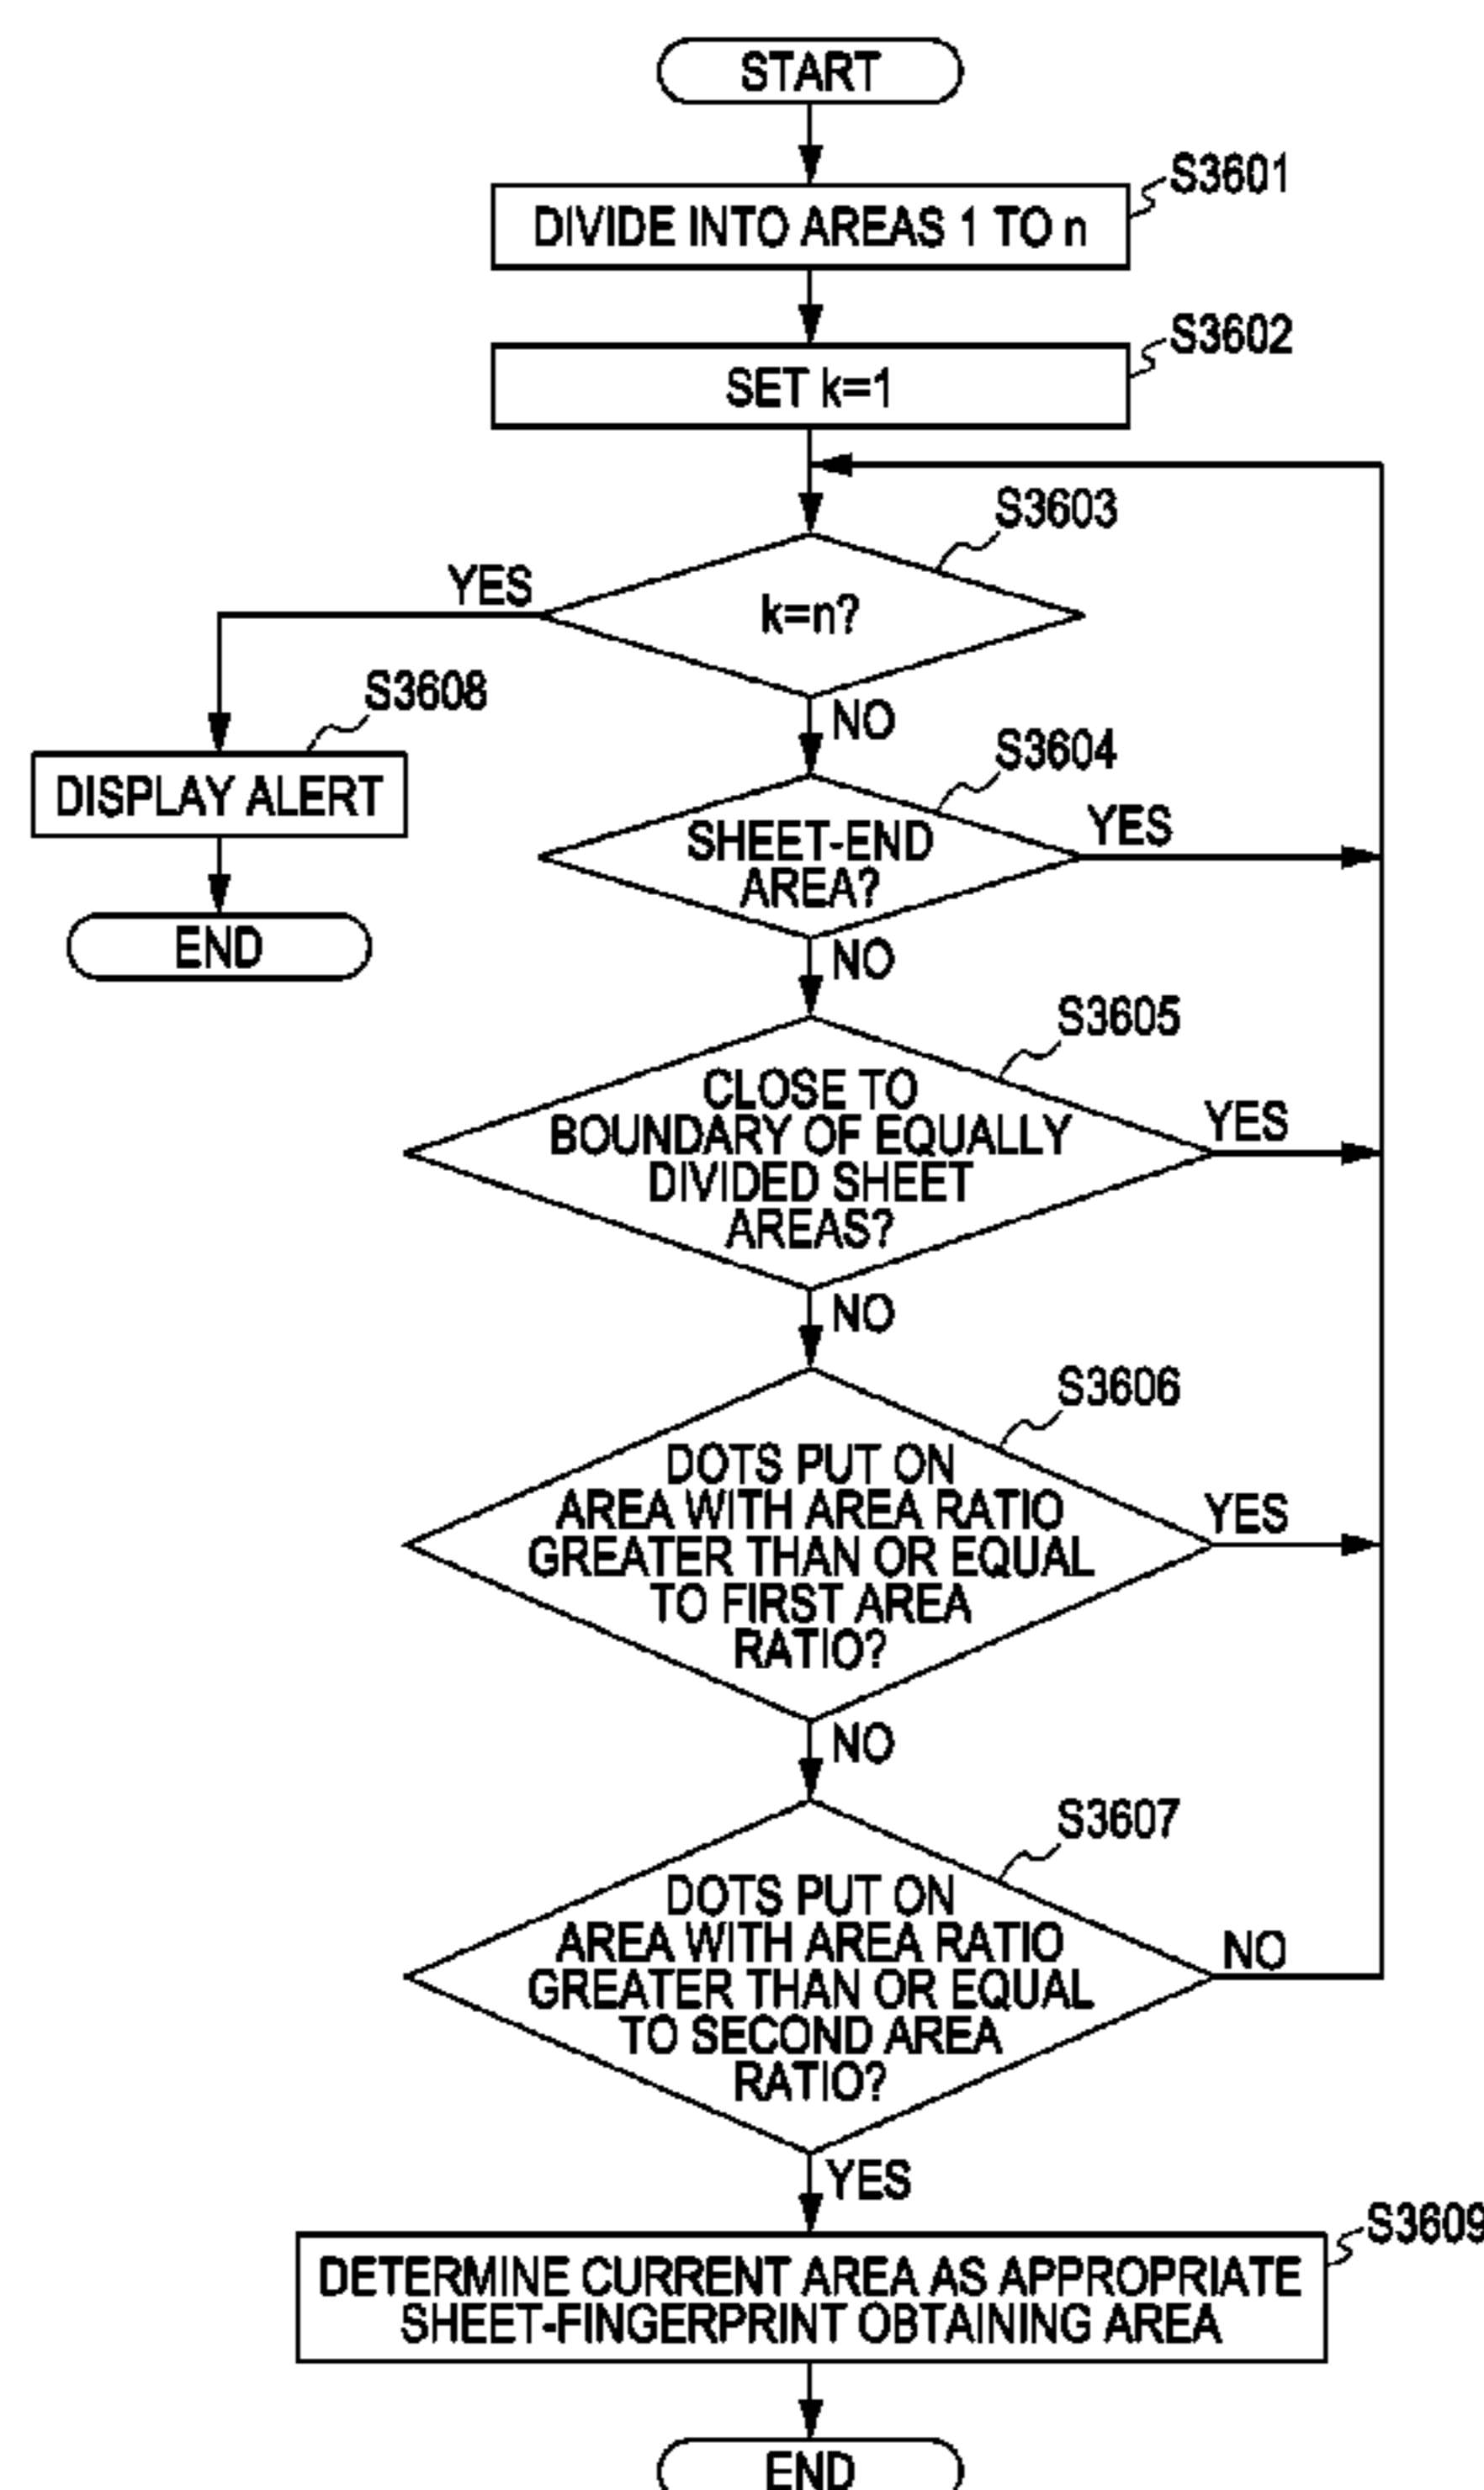 START
S3601
DIVIDE INTO AREAS 1 TO n
S3602
SET k=1
S3603
YES
k=n?
S3608
NO
S3604
DISPLAY ALERT
SHEET-END
AREA?
YES
END
NO
S3605
CLOSE TO
BOUNDARY OF EQUALLY
DIVIDED SHEET
AREAS?
YES
NO
S3606
DOTS PUT ON
AREA WITH AREA RATIO
GREATER THAN OR EQUAL
TO FIRST AREA
RATIO?
YES
NO
S3607
DOTS PUT ON
AREA WITH AREA RATIO
GREATER THAN OR EQUAL
TO SECOND AREA
RATIO?
NO
YES
S3609
DETERMINE CURRENT AREA AS APPROPRIATE
SHEET-FINGERPRINT OBTAINING AREA
END